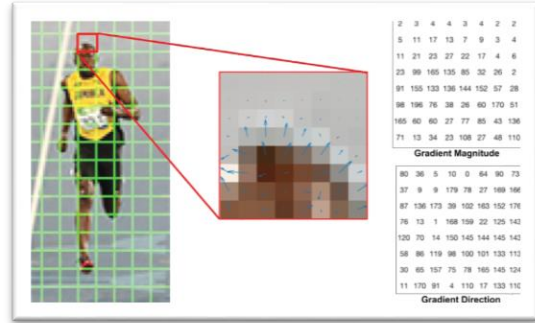 2 3 4 4 3 4 2 2
5 11 17 13 7 9 3 4
11 21 23 27 22 17 4 6
23 99 165 135 85 32 26 2
91 155 133 136 144 152 57 28
98 196 76 38 26 60 170 51
165 60 60 27 77 85 43 136
71 13 34 23 108 27 48 110
Gradient Magnitude
80 36 5 10 0 64 90 73
37 9 9 179 78 27 169 166
87 136 173 39 102 163 152 176
76 13 1 168 159 22 125 143
120 70 14 150 145 144 145 143
58 86 119 98 100 101 133 113
30 65 157 75 78 165 145 124
11 170 91 4 110 17 133 110
Gradient Direction